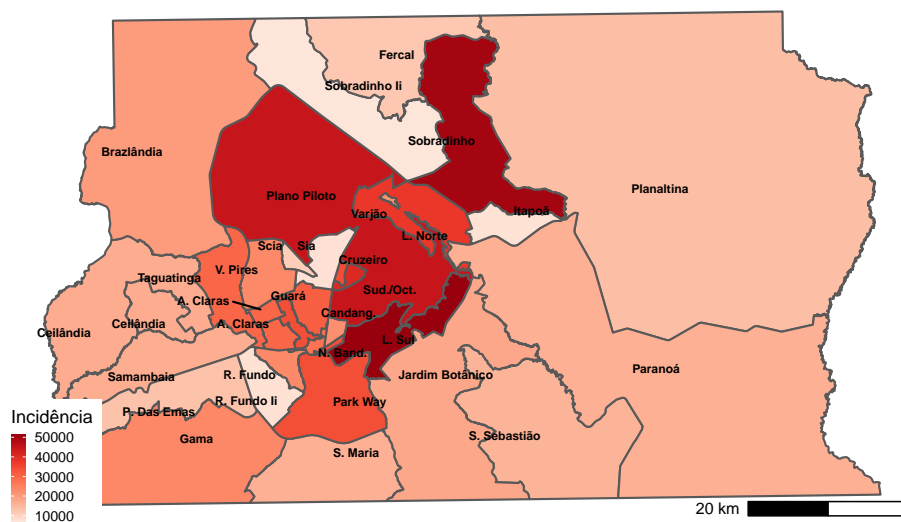 Fercal
Sobradinho Ii
Sobradinho
Brazlândia
Planaltina
Plano Piloto
Varjão
Itapoã
L. Norte
Scia
Sia
Cruzeiro
V. Pires
Taguatinga
Sud./Oct.
A. Claras
Guará
Candang.
Ceilândia
Ceilândia
A. Claras
L. Sul
N. Band.
Samambaia
R. Fundo
Jardim Botânico
Paranoá
R. Fundo Ii
Park Way
P. Das Emas
Gama
S. Sebastião
S. Maria
Incidência
50000
40000
30000
20000
10000
20 km